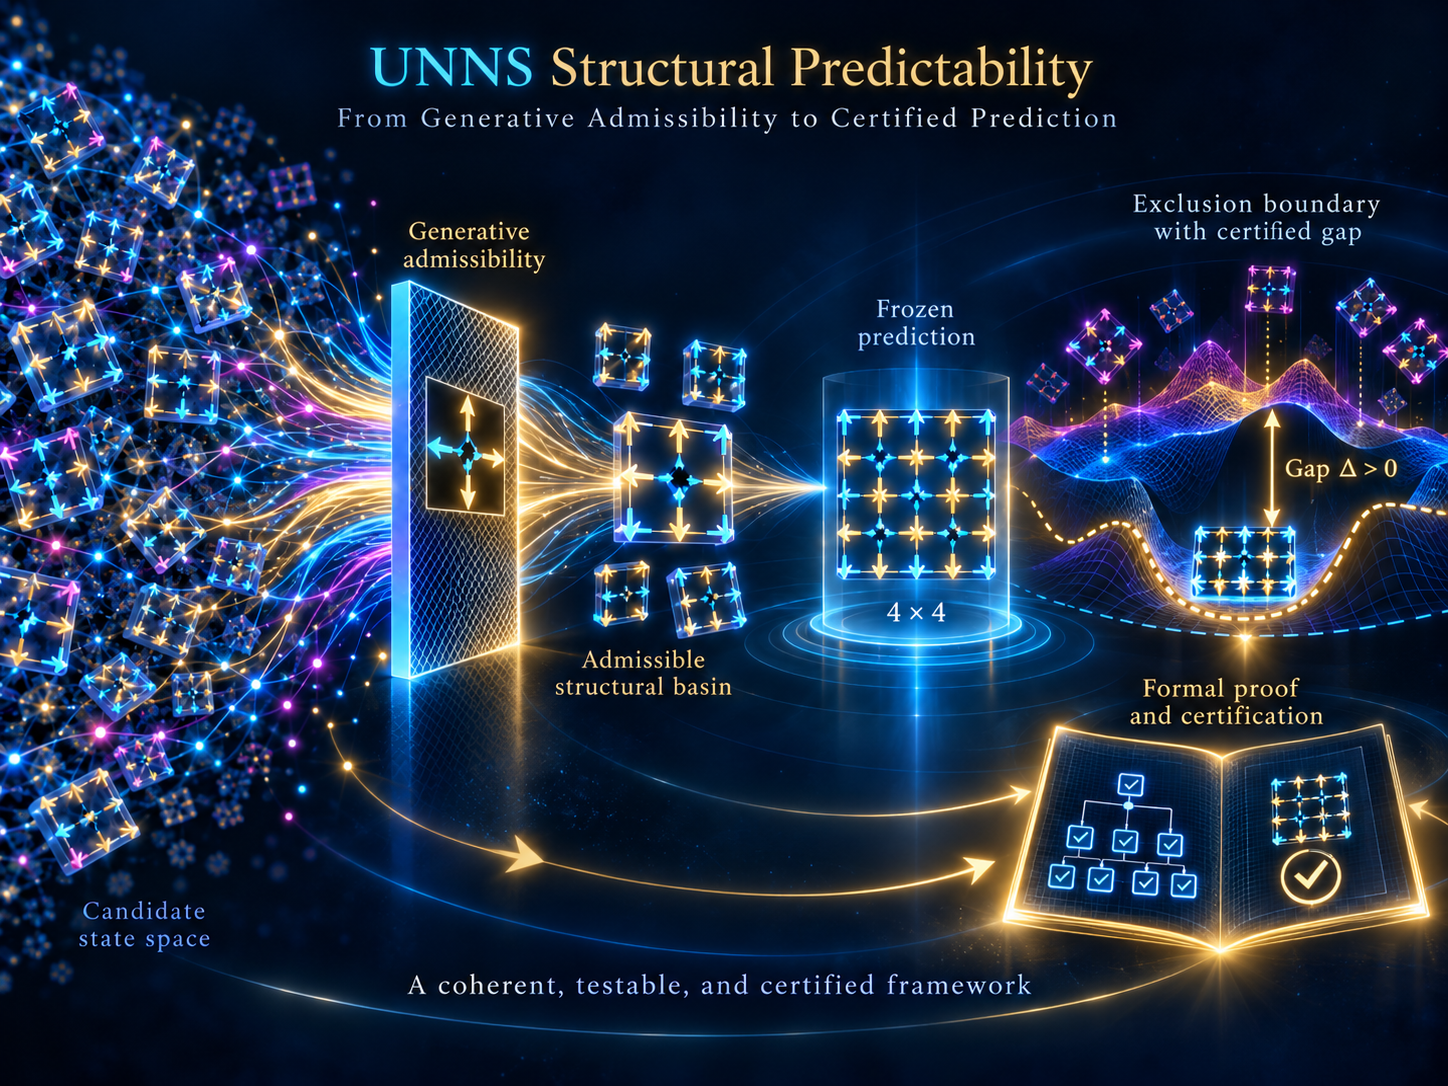 UNNS Structural Predictability
From Generative Admissibility to Certified Prediction
Generative
admissibility
Frozen
prediction
Exclusion boundary
with certified gap
Gap Δ > 0
4 × 4
Admissible
structural basin
Formal proof
and certification
Candidate
state space
A coherent, testable, and certified framework